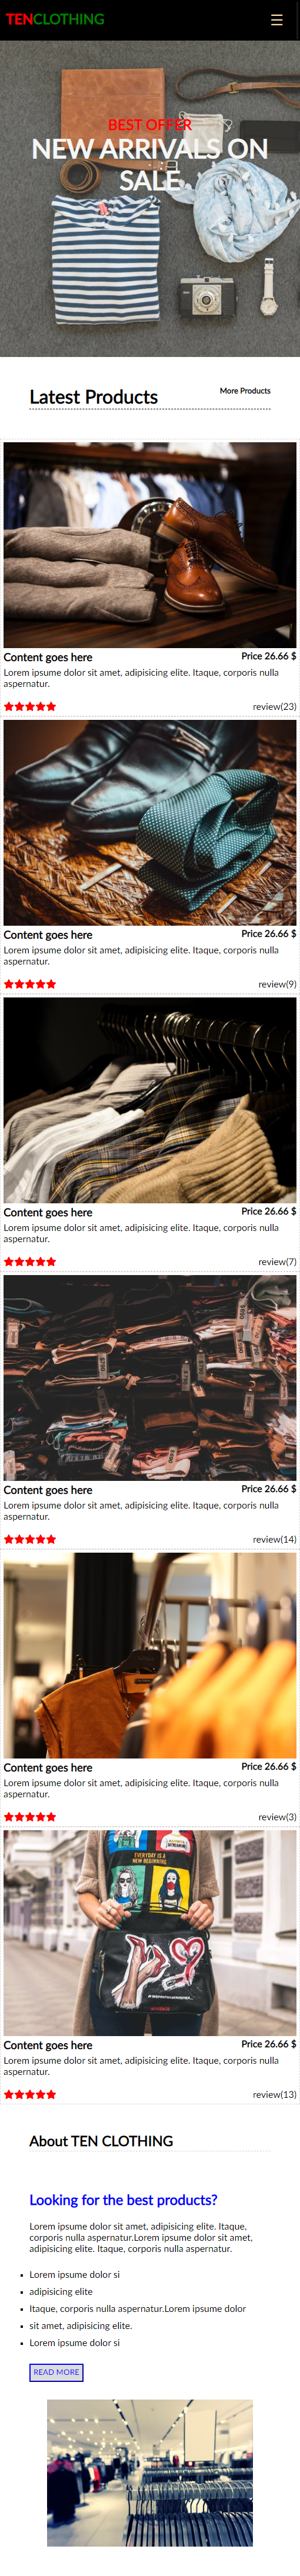 TENCLOTHING
BEST OFFER
NEW ARRIVALS ON
SALE
Latest Products
More Products
Content goes here
Price 26.66 $
Lorem ipsume dolor sit amet, adipisicing elite. Itaque, corporis nulla
aspernatur.
review(23)
Content goes here
Price 26.66 $
Lorem ipsume dolor sit amet, adipisicing elite. Itaque, corporis nulla
aspernatur.
review(9)
Content goes here
Price 26.66 $
Lorem ipsume dolor sit amet, adipisicing elite. Itaque, corporis nulla
aspernatur.
review(7)
Content goes here
Price 26.66 $
Lorem ipsume dolor sit amet, adipisicing elite. Itaque, corporis nulla
aspernatur.
review(14)
Content goes here
Price 26.66 $
Lorem ipsume dolor sit amet, adipisicing elite. Itaque, corporis nulla
aspernatur.
review(3)
EVERYDAY IS A
NEW BEGINNING
Content goes here
Price 26.66 $
Lorem ipsume dolor sit amet, adipisicing elite. Itaque, corporis nulla
aspernatur.
review(13)
About TEN CLOTHING
Looking for the best products?
Lorem ipsume dolor sit amet, adipisicing elite. Itaque,
corporis nulla aspernatur.Lorem ipsume dolor sit amet,
adipisicing elite. Itaque, corporis nulla aspernatur.
Lorem ipsume dolor si
adipisicing elite
Itaque, corporis nulla aspernatur.Lorem ipsume dolor
sit amet, adipisicing elite.
Lorem ipsume dolor si
READ MORE